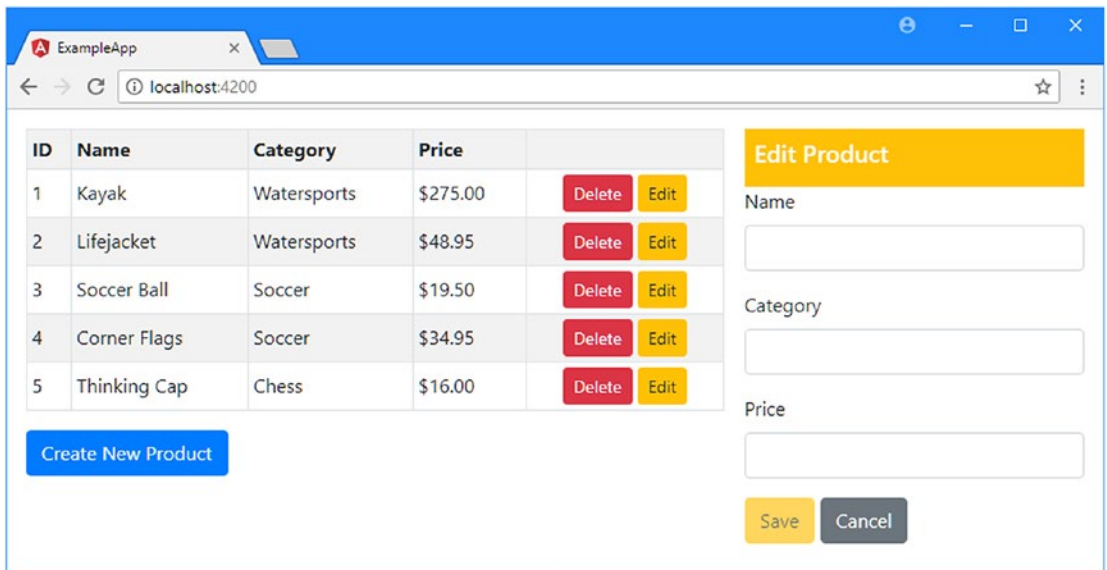 ExampleApp
localhost:4200
ID Name Category Price
1 Kayak Watersports $275.00 Delete Edit
2 Lifejacket Watersports $48.95 Delete Edit
3 Soccer Ball Soccer $19.50 Delete Edit
4 Corner Flags Soccer $34.95 Delete Edit
5 Thinking Cap Chess $16.00 Delete Edit
Create New Product
Edit Product
Name
Category
Price
Save Cancel